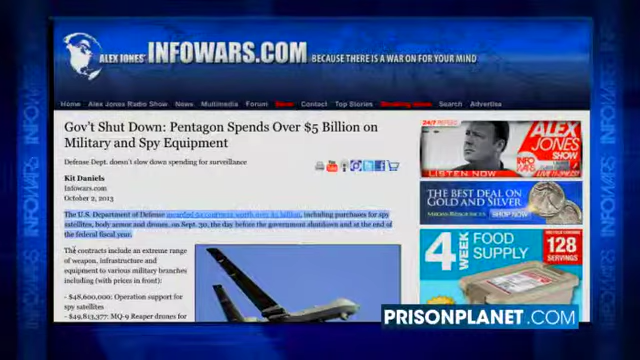 ALEX JONES' INFOWARS.COM BECAUSE THERE IS A WAR ON FOR YOUR MIND
Home Alex Jones Radio Show News Multimedia Forum Contact Top Stories Breaking News Search Advertise
Gov't Shut Down: Pentagon Spends Over $5 Billion on
Military and Spy Equipment
Defense Dept. doesn't slow down spending for surveillance
Kit Daniels
Infowars.com
October 2, 2013
The U.S. Department of Defense awarded 94 contracts worth over $5 billion, including purchases for spy
satellites, body armor and drones, on Sept. 30, the day before the government shutdown and at the end of
the federal fiscal year.
The contracts include an extreme range
of weapon, infrastructure and
equipment to various military branches
including (with prices in front):
- $48,600,000: Operation support for
spy satellites
- $49,813,377: MQ-9 Reaper drones for
ALEX
JONES
SHOW
INFO
WARS
.COM
LISTEN NOW
THE BEST DEAL ON
GOLD AND SILVER
SHOP NOW
4 WEEK FOOD
SUPPLY
128
SERVINGS
PRISONPLANET.COM
INFOWARS
INFOWARS